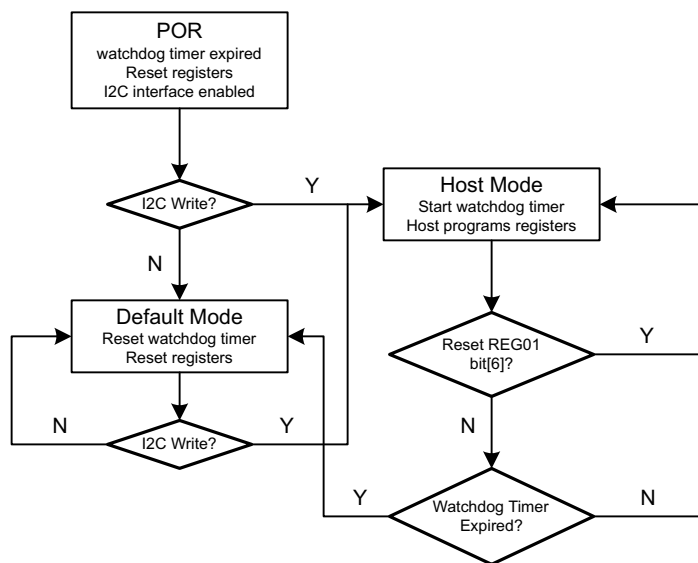 POR
watchdog timer expired
Reset registers
I2C interface enabled
I2C Write?
Y
N
Host Mode
Start watchdog timer
Host programs registers
Default Mode
Reset watchdog timer
Reset registers
Reset REG01
bit[6]?
Y
N
I2C Write?
N
Y
Watchdog Timer
Expired?
Y
N